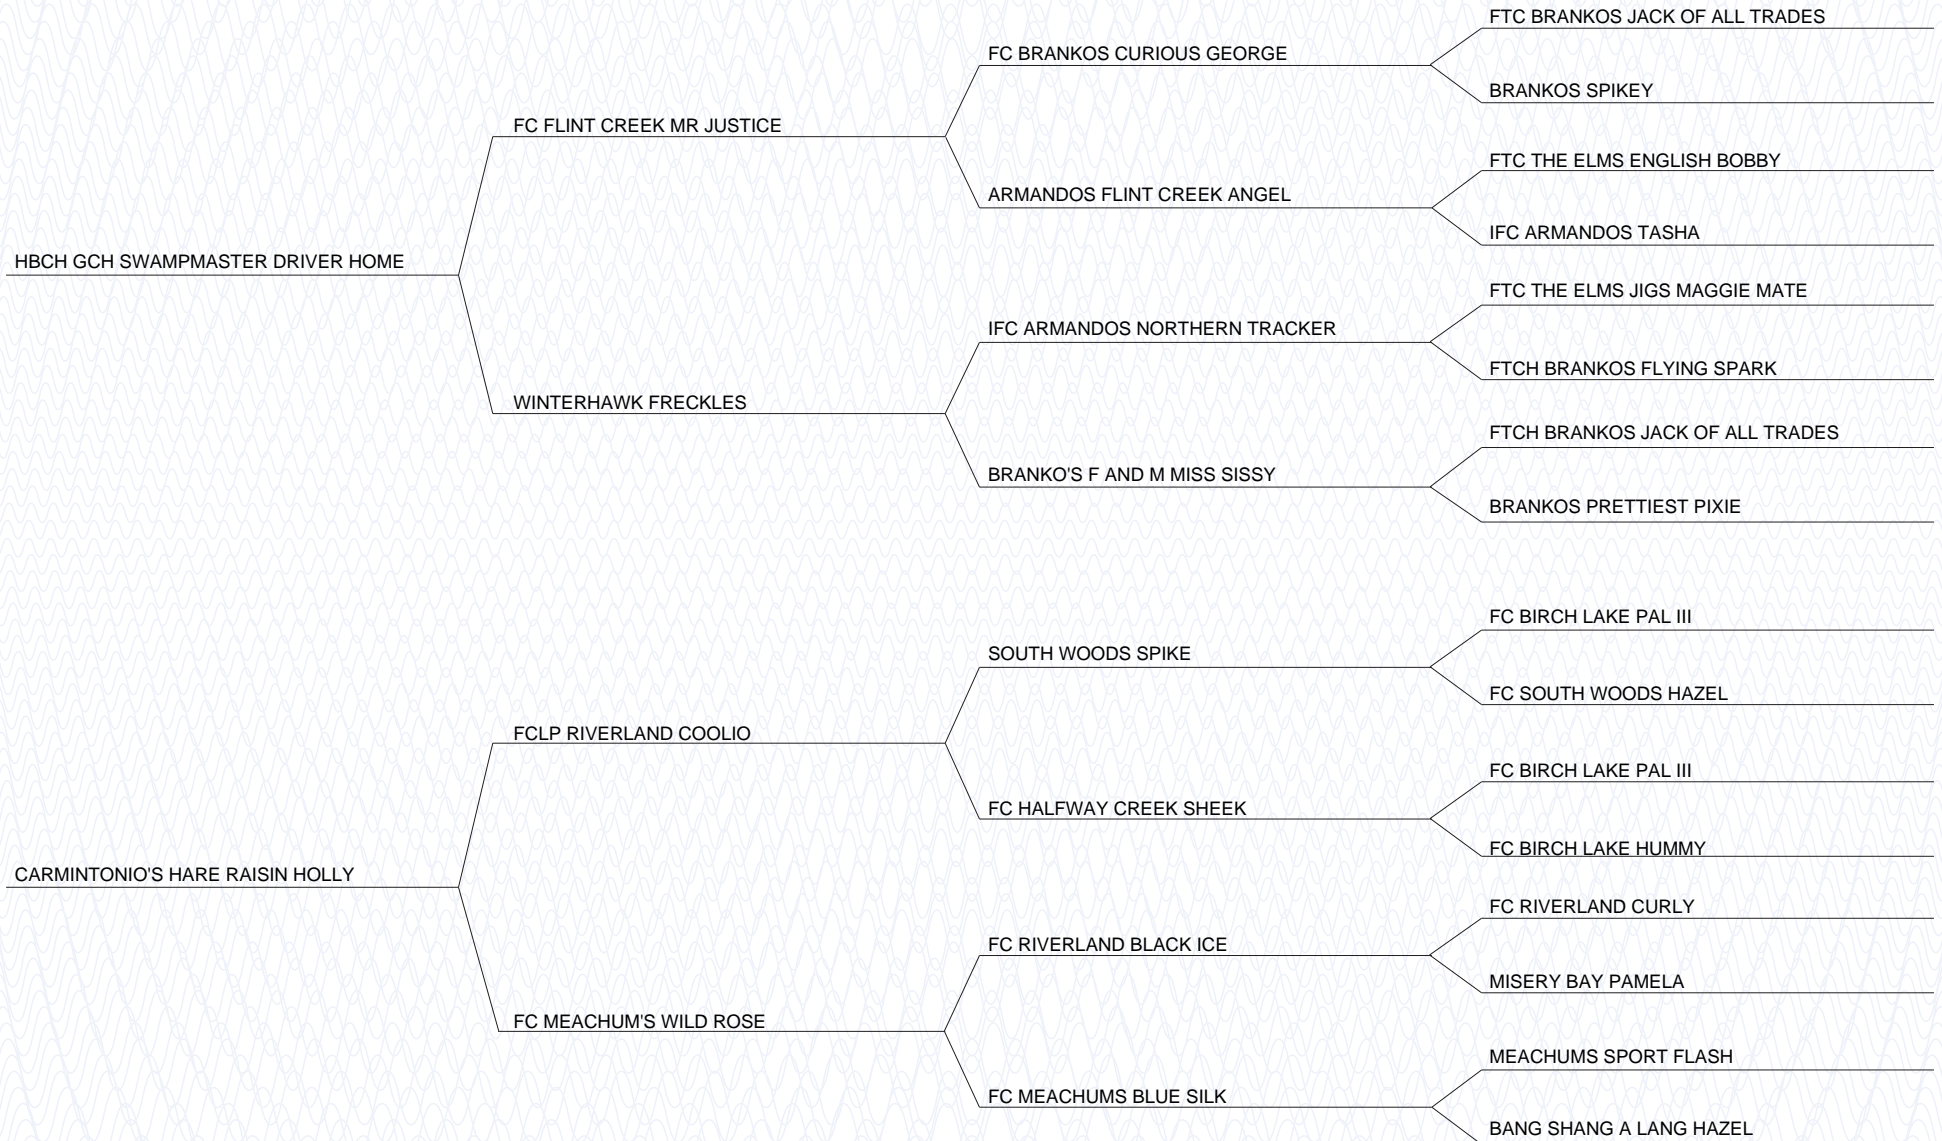 FTC BRANKOS JACK OF ALL TRADES
FC BRANKOS CURIOUS GEORGE
BRANKOS SPIKEY
FC FLINT CREEK MR JUSTICE
FTC THE ELMS ENGLISH BOBBY
ARMANDOS FLINT CREEK ANGEL
IFC ARMANDOS TASHA
HBCH GCH SWAMPMASTER DRIVER HOME
FTC THE ELMS JIGS MAGGIE MATE
IFC ARMANDOS NORTHERN TRACKER
FTCH BRANKOS FLYING SPARK
WINTERHAWK FRECKLES
FTCH BRANKOS JACK OF ALL TRADES
BRANKO'S F AND M MISS SISSY
BRANKOS PRETTIEST PIXIE
FC BIRCH LAKE PAL III
SOUTH WOODS SPIKE
FC SOUTH WOODS HAZEL
FCLP RIVERLAND COOLIO
FC BIRCH LAKE PAL III
FC HALFWAY CREEK SHEEK
FC BIRCH LAKE HUMMY
CARMINTONIO'S HARE RAISIN HOLLY
FC RIVERLAND CURLY
FC RIVERLAND BLACK ICE
MISERY BAY PAMELA
FC MEACHUM'S WILD ROSE
MEACHUMS SPORT FLASH
FC MEACHUMS BLUE SILK
BANG SHANG A LANG HAZEL